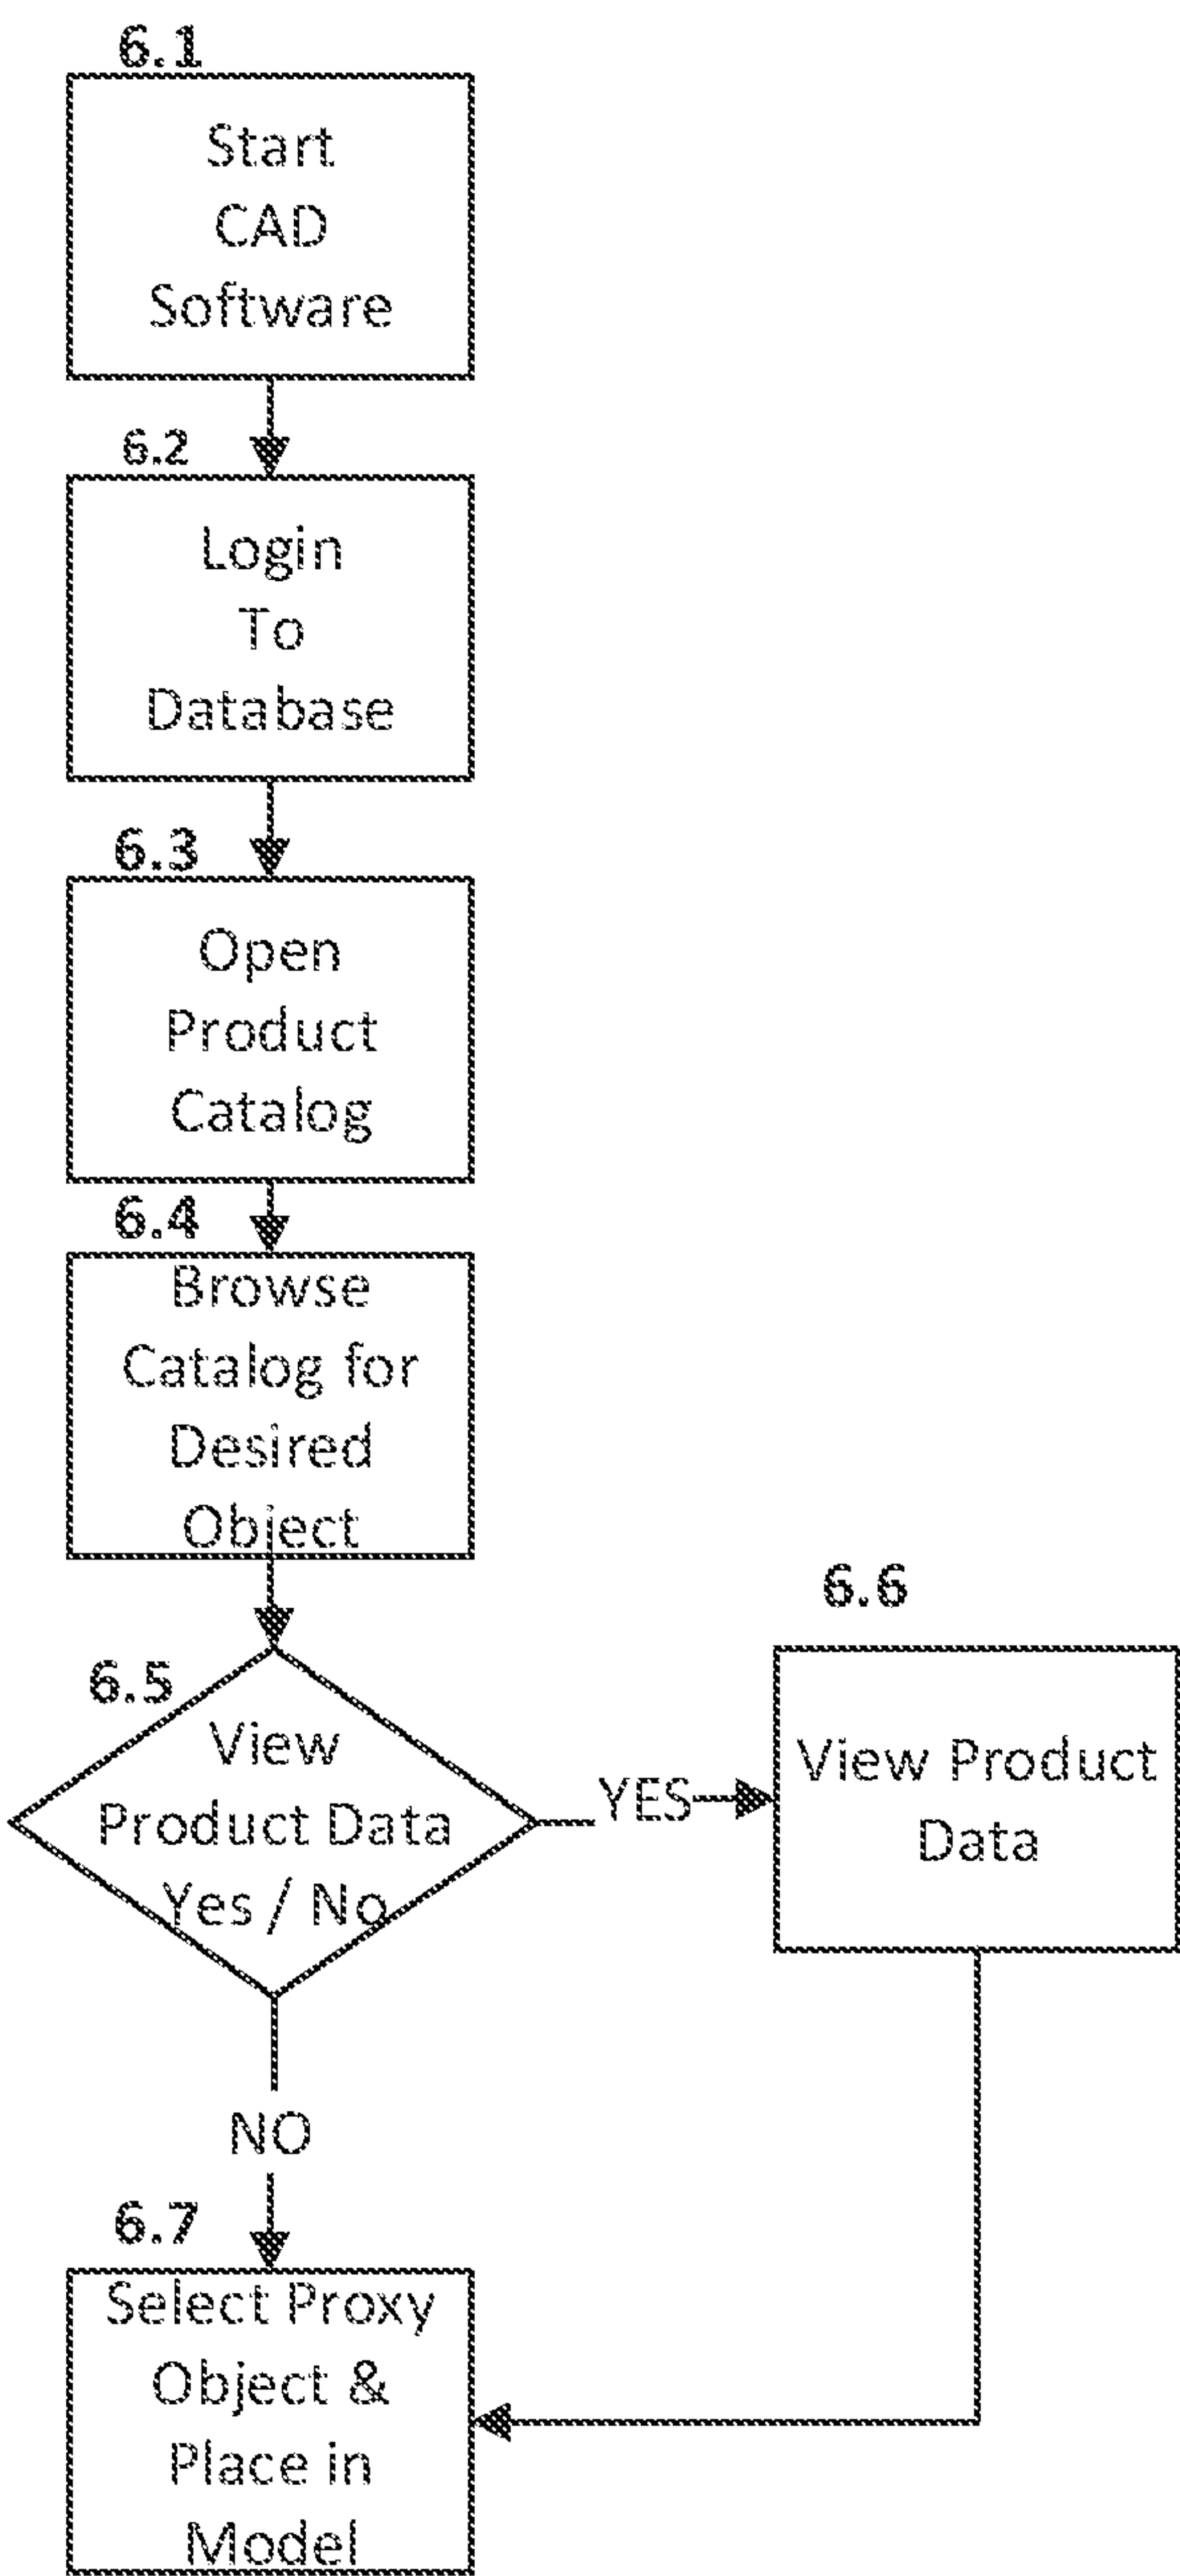 6.1
Start
CAD
Software
6.2
Login
To
Database
6.3
Open
Product
Catalog
6.4
Browse
Catalog for
Desired
Object
6.5
View
Product Data
Yes / No
YES
6.6
View Product
Data
NO
6.7
Select Proxy
Object &
Place in
Model